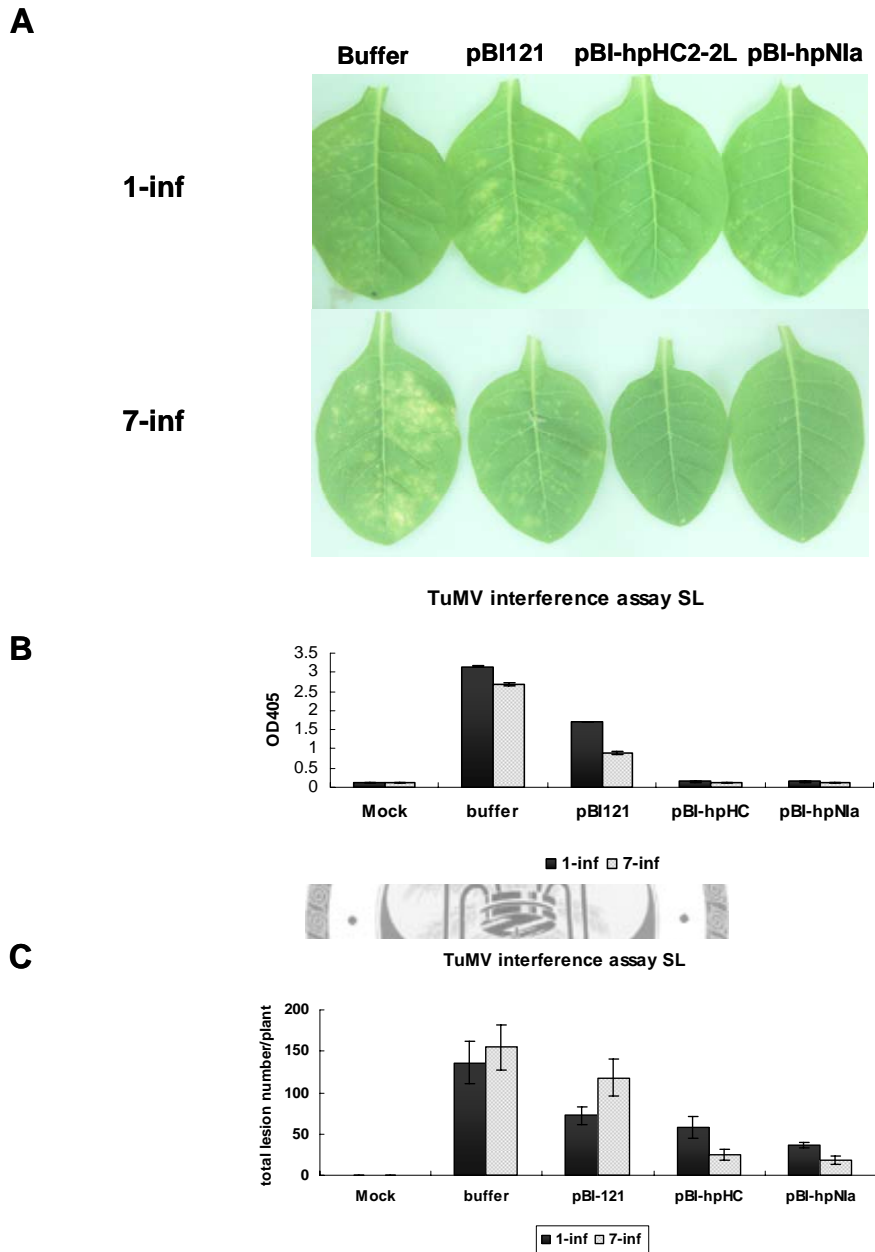 A
Buffer pBI121 pBI-hpHC2-2L pBI-hpNIa
1-inf
7-inf
TuMV interference assay SL
B
3.5
3
2.5
2
1.5
1
0.5
0
OD405
Mock buffer pBI121 pBI-hpHC pBI-hpNIa
1-inf 7-inf
C
TuMV interference assay SL
200
150
100
50
0
total lesion number/plant
Mock buffer pBI-121 pBI-hpHC pBI-hpNIa
1-inf 7-inf